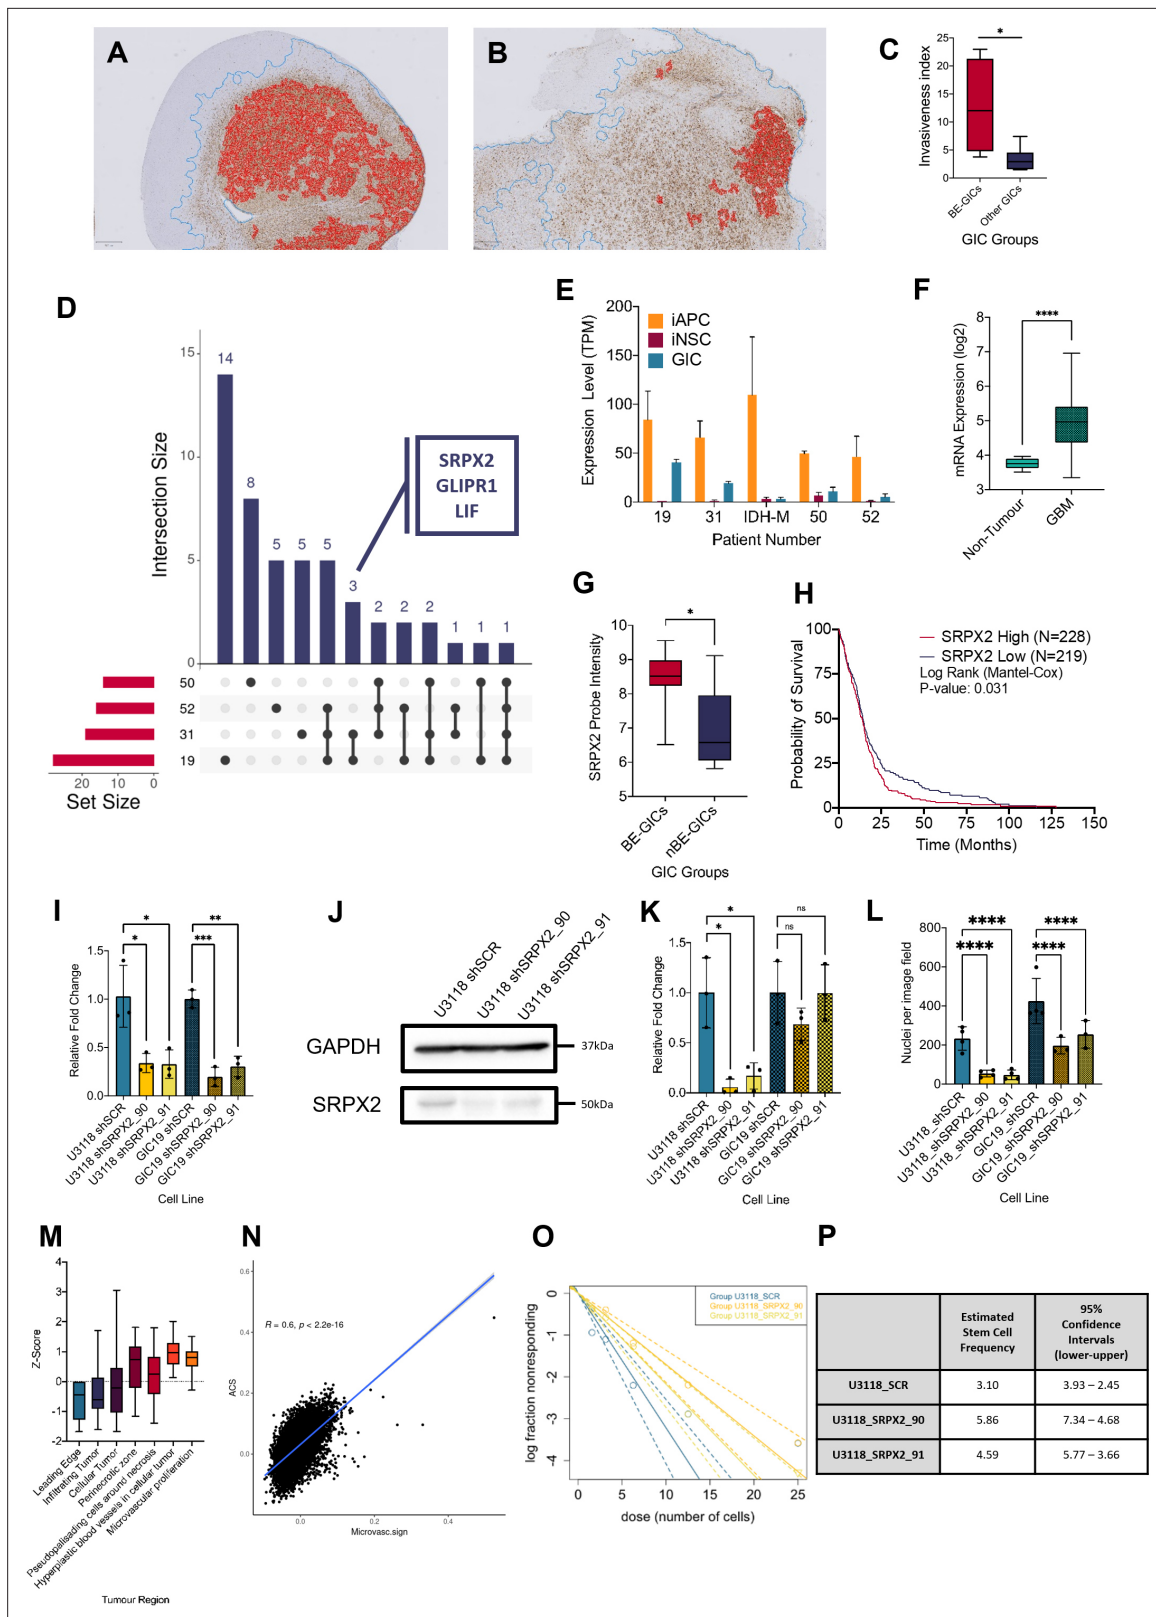 A
B
C
Invasiveness index
25
20
15
10
5
0
*
BE-GICs
Other GICs
GIC Groups
D
Intersection Size
15
10
5
0
14
8
5
5
5
3
2
2
2
1
1
1
SRPX2
GLIPR1
LIF
50
52
31
19
20
10
0
Set Size
E
Expression Level (TPM)
200
150
100
50
0
iAPC
iNSC
GIC
19
31
IDH-M
50
52
Patient Number
F
mRNA Expression (log2)
8
7
6
5
4
3
****
Non-Tumour
GBM
G
SRPX2 Probe Intensity
10
9
8
7
6
5
*
BE-GICs
nBE-GICs
GIC Groups
H
Probability of Survival
100
75
50
25
0
SRPX2 High (N=228)
SRPX2 Low (N=219)
Log Rank (Mantel-Cox)
P-value: 0.031
0
25
50
75
100
125
150
Time (Months)
I
Relative Fold Change
1.5
1.0
0.5
0.0
*
*
***
**
U3118 shSCR
U3118 shSRPX2_90
U3118 shSRPX2_91
GIC19 shSCR
GIC19 shSRPX2_90
GIC19 shSRPX2_91
Cell Line
J
U3118 shSCR
U3118 shSRPX2_90
U3118 shSRPX2_91
GAPDH
37kDa
SRPX2
50kDa
K
Relative Fold Change
1.5
1.0
0.5
0.0
*
*
ns
ns
U3118 shSCR
U3118 shSRPX2_90
U3118 shSRPX2_91
GIC19 shSCR
GIC19 shSRPX2_90
GIC19 shSRPX2_91
Cell Line
L
Nuclei per image field
800
600
400
200
0
****
****
****
****
U3118_shSCR
U3118_shSRPX2_90
U3118_shSRPX2_91
GIC19_shSCR
GIC19_shSRPX2_90
GIC19_shSRPX2_91
Cell Line
M
Z-Score
4
3
2
1
0
-1
-2
Leading Edge
Infiltrating Tumor
Cellular Tumor
Perinecrotic zone
Pseudopalisading cells around necrosis
Hyperplastic blood vessels in cellular tumor
Microvascular proliferation
Tumour Region
N
ACS
0.6
0.4
0.2
0.0
R = 0.6, p < 2.2e-16
0.0
0.2
0.4
Microvasc.sign
O
log fraction nonresponding
0
-1
-2
-3
-4
Group U3118_SCR
Group U3118_SRPX2_90
Group U3118_SRPX2_91
0
5
10
15
20
25
dose (number of cells)
P
Estimated Stem Cell Frequency
95% Confidence Intervals (lower-upper)
U3118_SCR 3.10 3.93 – 2.45
U3118_SRPX2_90 5.86 7.34 – 4.68
U3118_SRPX2_91 4.59 5.77 – 3.66